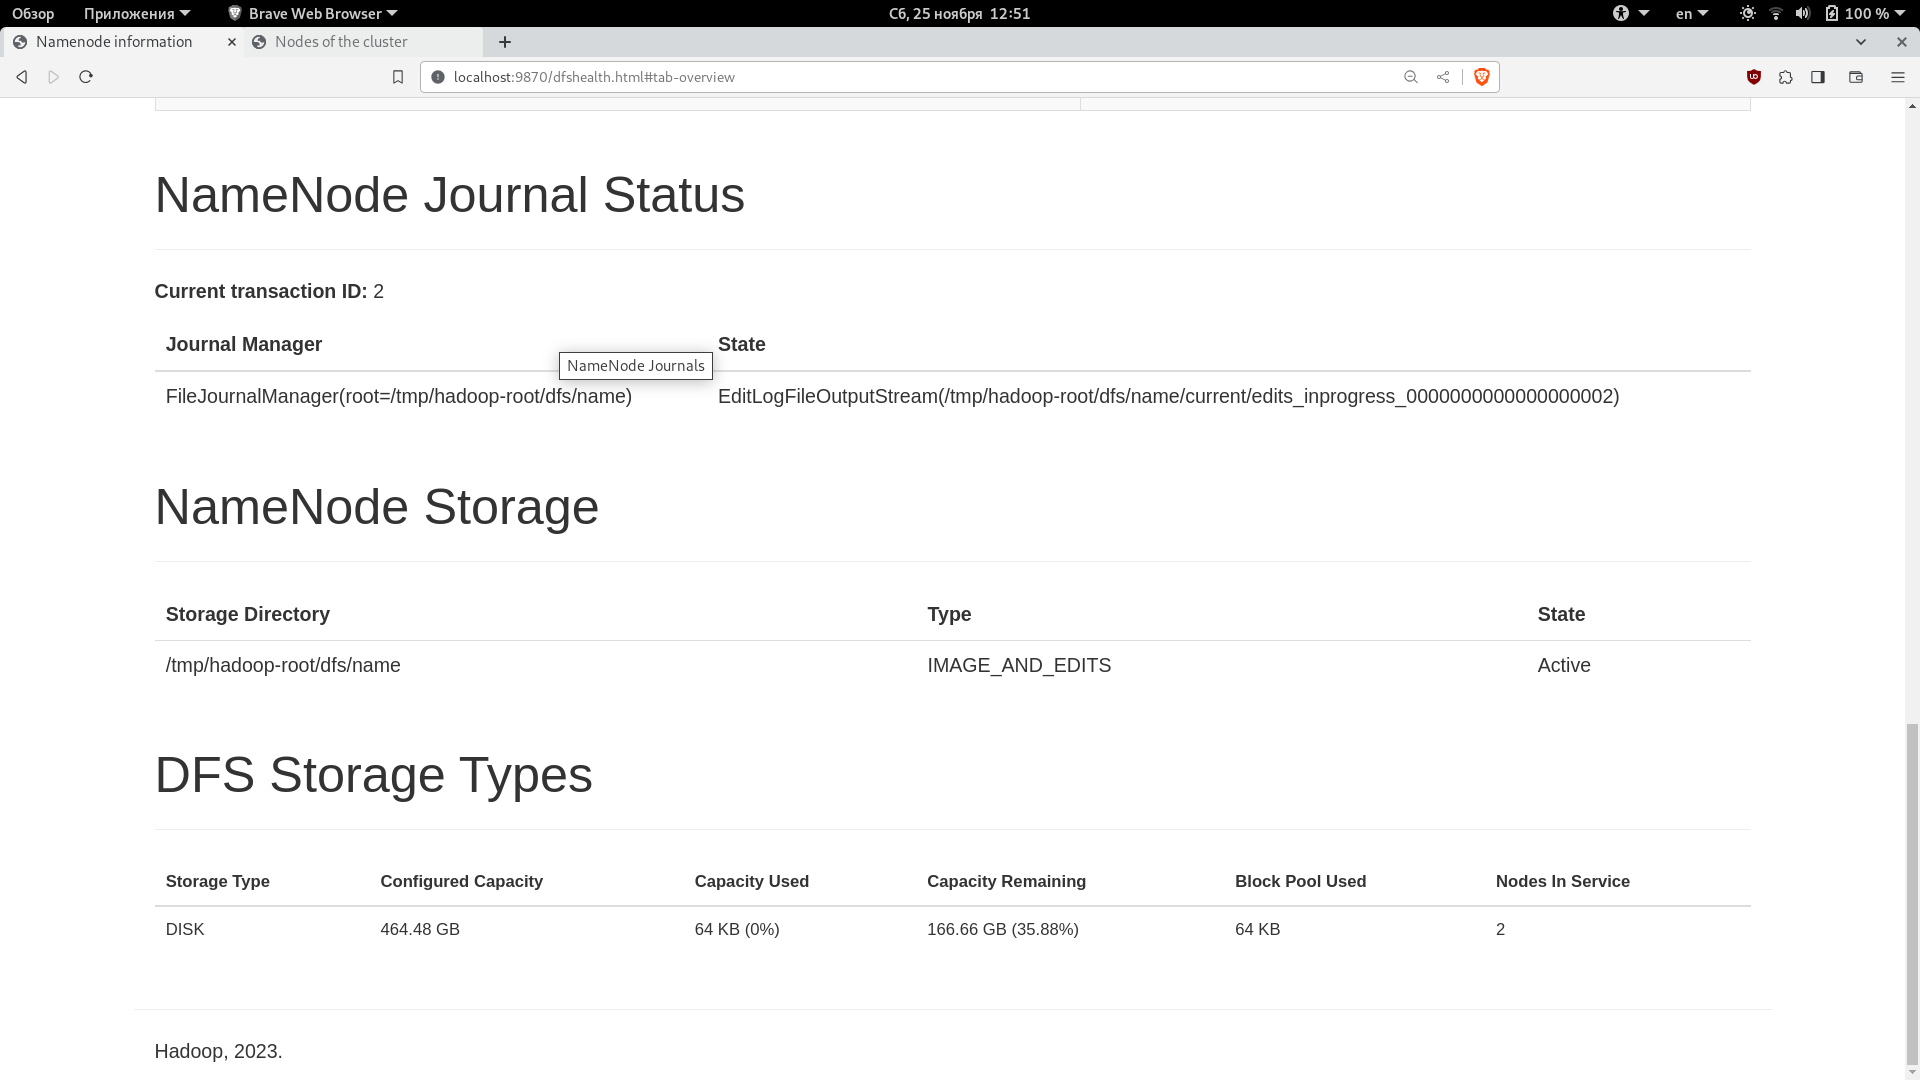 Обзор Приложения Brave Web Browser Сб, 25 ноября 12:51 en 100 %
Namenode information Nodes of the cluster
localhost:9870/dfshealth.html#tab-overview
NameNode Journal Status
Current transaction ID: 2
Journal Manager State
NameNode Journals
FileJournalManager(root=/tmp/hadoop-root/dfs/name) EditLogFileOutputStream(/tmp/hadoop-root/dfs/name/current/edits_inprogress_0000000000000000002)
NameNode Storage
Storage Directory Type State
/tmp/hadoop-root/dfs/name IMAGE_AND_EDITS Active
DFS Storage Types
Storage Type Configured Capacity Capacity Used Capacity Remaining Block Pool Used Nodes In Service
DISK 464.48 GB 64 KB (0%) 166.66 GB (35.88%) 64 KB 2
Hadoop, 2023.